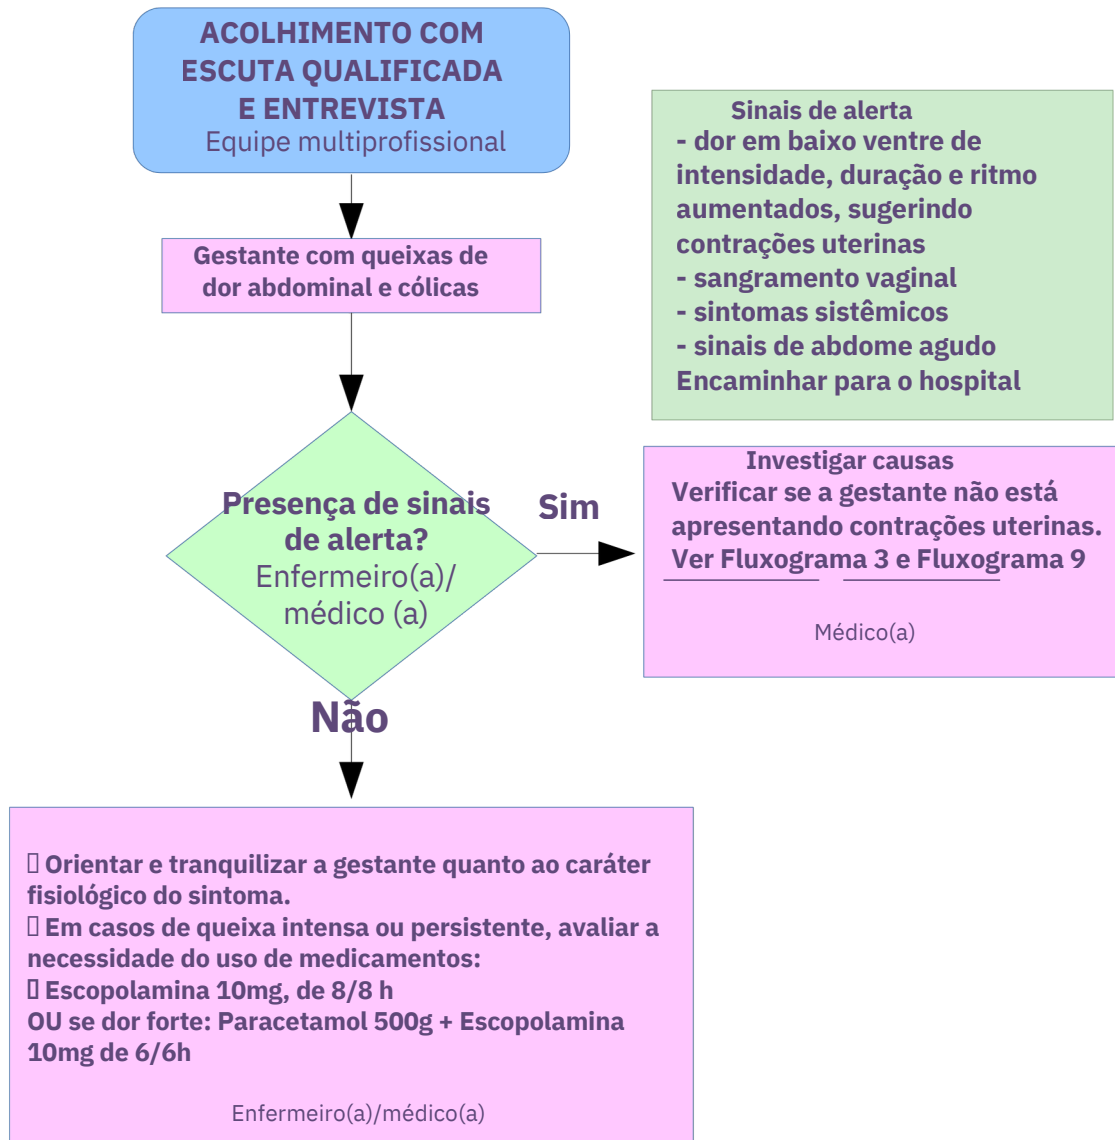 ACOLHIMENTO COM
ESCUTA QUALIFICADA
E ENTREVISTA
Equipe multiprofissional
Sinais de alerta
- dor em baixo ventre de
intensidade, duração e ritmo
aumentados, sugerindo
contrações uterinas
- sangramento vaginal
- sintomas sistêmicos
- sinais de abdome agudo
Encaminhar para o hospital
Gestante com queixas de
dor abdominal e cólicas
Presença de sinais
de alerta?
Enfermeiro(a)/
médico (a)
Sim
Investigar causas
Verificar se a gestante não está
apresentando contrações uterinas.
Ver Fluxograma 3 e Fluxograma 9
Médico(a)
Não
▯ Orientar e tranquilizar a gestante quanto ao caráter
fisiológico do sintoma.
▯ Em casos de queixa intensa ou persistente, avaliar a
necessidade do uso de medicamentos:
▯ Escopolamina 10mg, de 8/8 h
OU se dor forte: Paracetamol 500g + Escopolamina
10mg de 6/6h
Enfermeiro(a)/médico(a)